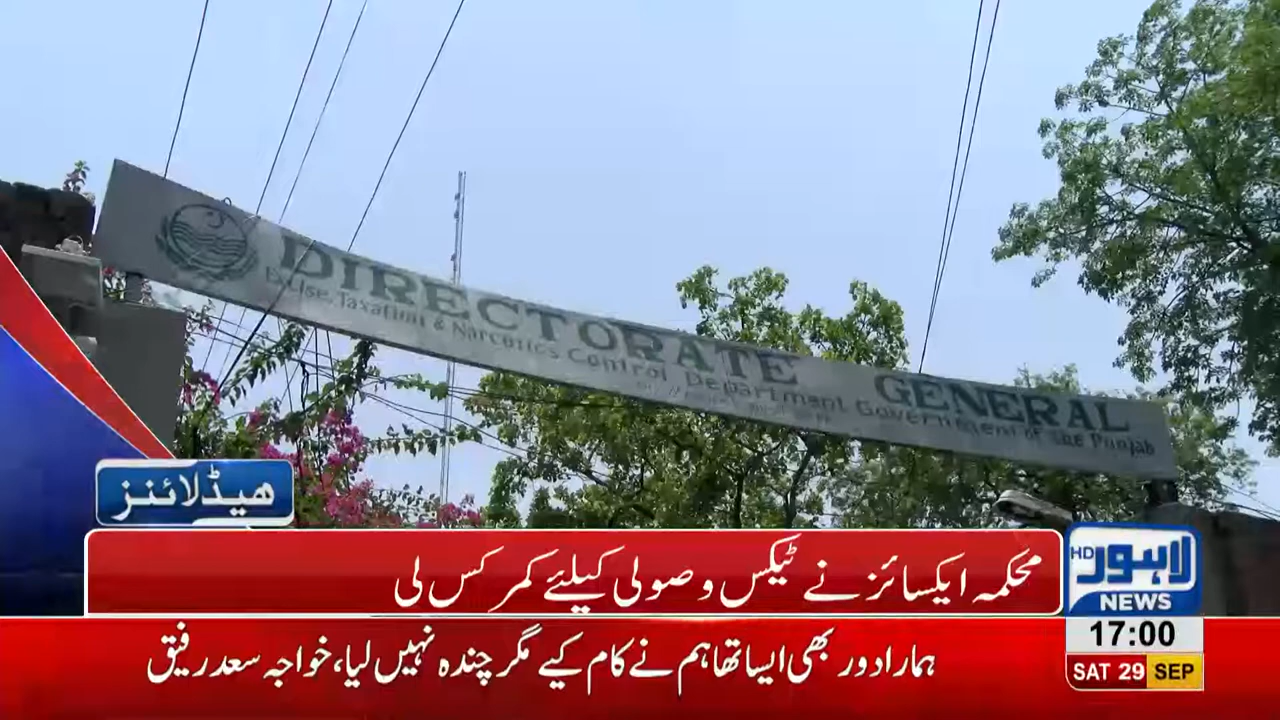 DIRECTORATE GENERAL
Excise, Taxation & Narcotics Control Department Government of The Punjab
ھیڈلائنز
محکمہ ایکسائز نے ٹیکس وصولی کیلئے کمر کس لی
HD لاہور
NEWS
17:00
SAT 29 SEP
ہمارا دور بھی ایسا تھا ہم نے کام کیے مگر چندہ نہیں لیا، خواجہ سعد رفیق